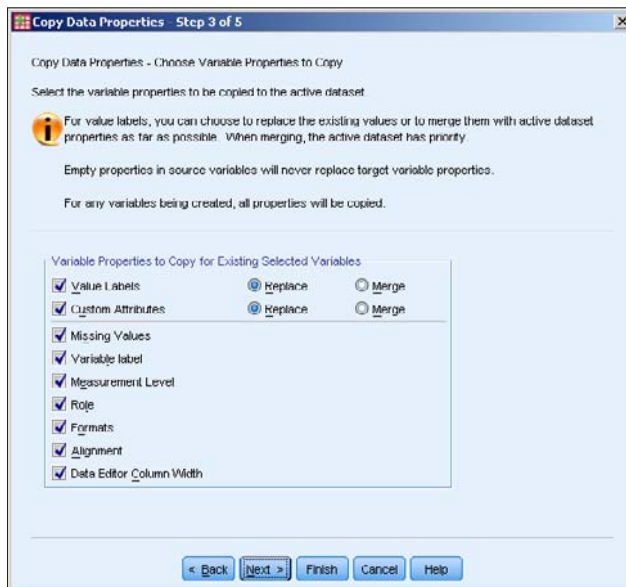 Copy Data Properties - Step 3 of 5
Copy Data Properties - Choose Variable Properties to Copy
Select the variable properties to be copied to the active dataset.
For value labels, you can choose to replace the existing values or to merge them with active dataset
properties as far as possible. When merging, the active dataset has priority.
Empty properties in source variables will never replace target variable properties.
For any variables being created, all properties will be copied.
Variable Properties to Copy for Existing Selected Variables
Value Labels Replace Merge
Custom Attributes Replace Merge
Missing Values
Variable label
Measurement Level
Role
Formats
Alignment
Data Editor Column Width
< Back Next > Finish Cancel Help